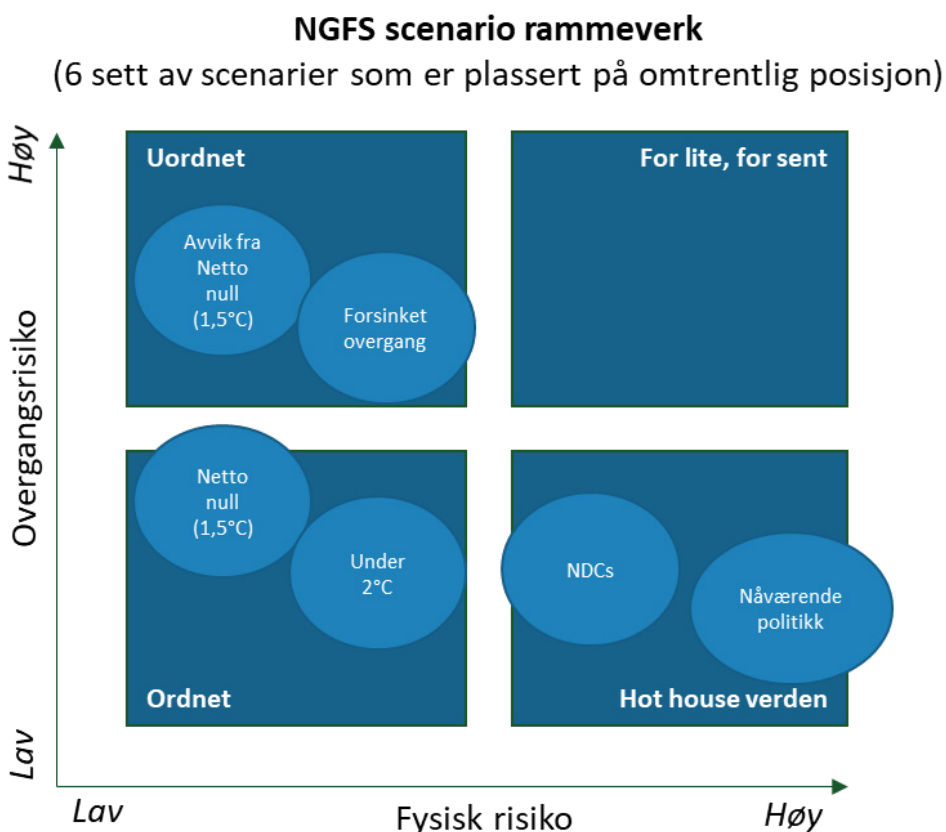 NGFS scenario rammeverk
(6 sett av scenarier som er plassert på omtrentlig posisjon)
Høy
Overgangsrisiko
Lav
Uordnet
Avvik fra
Netto
null
(1,5°C)
Forsinket
overgang
For lite, for sent
Netto
null
(1,5°C)
Under
2°C
Ordnet
NDCs
Nåværende
politikk
Hot house verden
Lav
Fysisk risiko
Høy